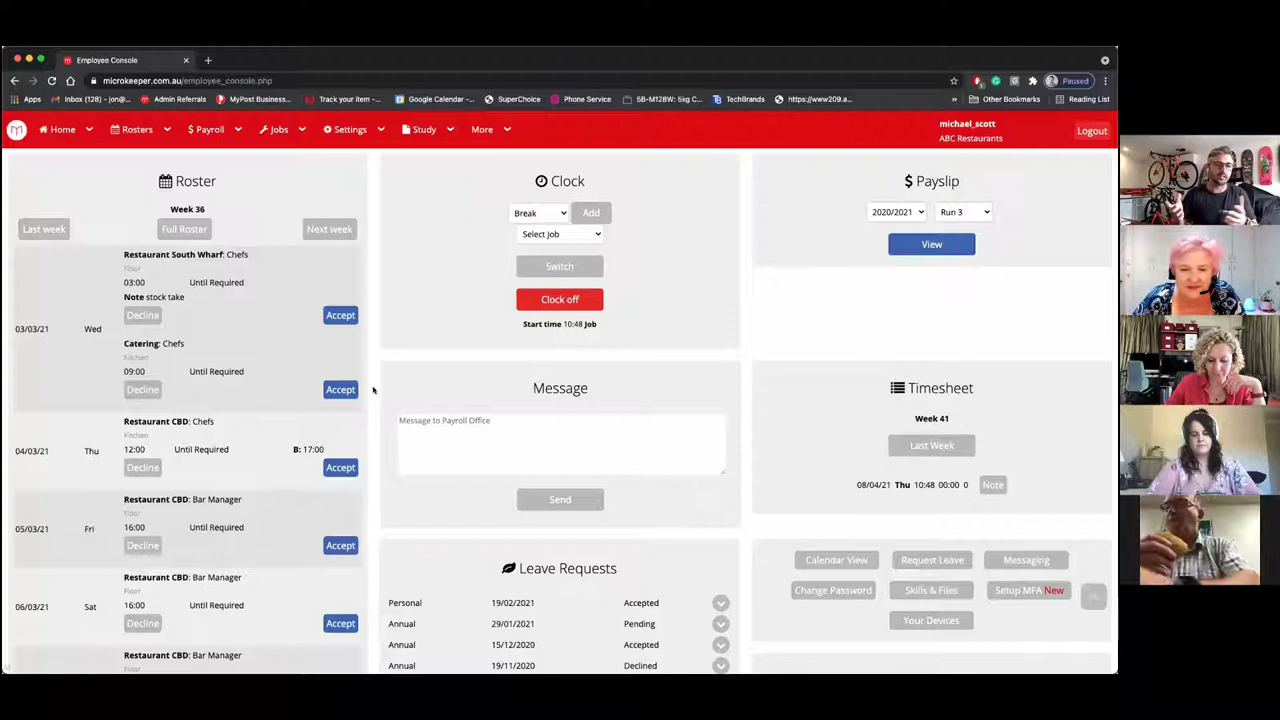 Employee Console
microkeeper.com.au/employee_console.php
Paused
Apps
Inbox (128) - jon@...
Admin Referrals
MyPost Business...
Track your item -...
Google Calendar -...
SuperChoice
Phone Service
5B-M128W: 5kg C...
TechBrands
https://www209.a...
»
Other Bookmarks
Reading List
Home
Rosters
$ Payroll
Jobs
Settings
Study
More
michael_scott
ABC Restaurants
Logout
Roster
Week 36
Last week
Full Roster
Next week
03/03/21 Wed
Restaurant South Wharf: Chefs
Floor
03:00 Until Required
Note stock take
Decline Accept
Catering: Chefs
Kitchen
09:00 Until Required
Decline Accept
04/03/21 Thu
Restaurant CBD: Chefs
Kitchen
12:00 Until Required B: 17:00
Decline Accept
05/03/21 Fri
Restaurant CBD: Bar Manager
Floor
16:00 Until Required
Decline Accept
06/03/21 Sat
Restaurant CBD: Bar Manager
Floor
16:00 Until Required
Decline Accept
Restaurant CBD: Bar Manager
Floor
Clock
Break Add
Select Job
Switch
Clock off
Start time 10:48 Job
Message
Message to Payroll Office
Send
Leave Requests
Personal 19/02/2021 Accepted
Annual 29/01/2021 Pending
Annual 15/12/2020 Accepted
Annual 19/11/2020 Declined
$ Payslip
2020/2021 Run 3
View
Timesheet
Week 41
Last Week
08/04/21 Thu 10:48 00:00 0 Note
Calendar View Request Leave Messaging
Change Password Skills & Files Setup MFA New
Your Devices